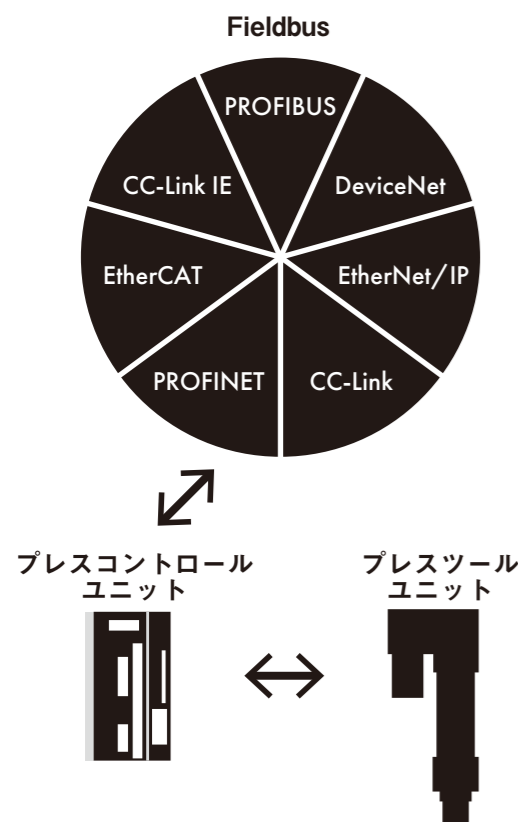 Fieldbus
PROFIBUS
CC-Link IE
DeviceNet
EtherCAT
EtherNet/IP
PROFINET
CC-Link
プレスコントロール
ユニット
プレスツール
ユニット